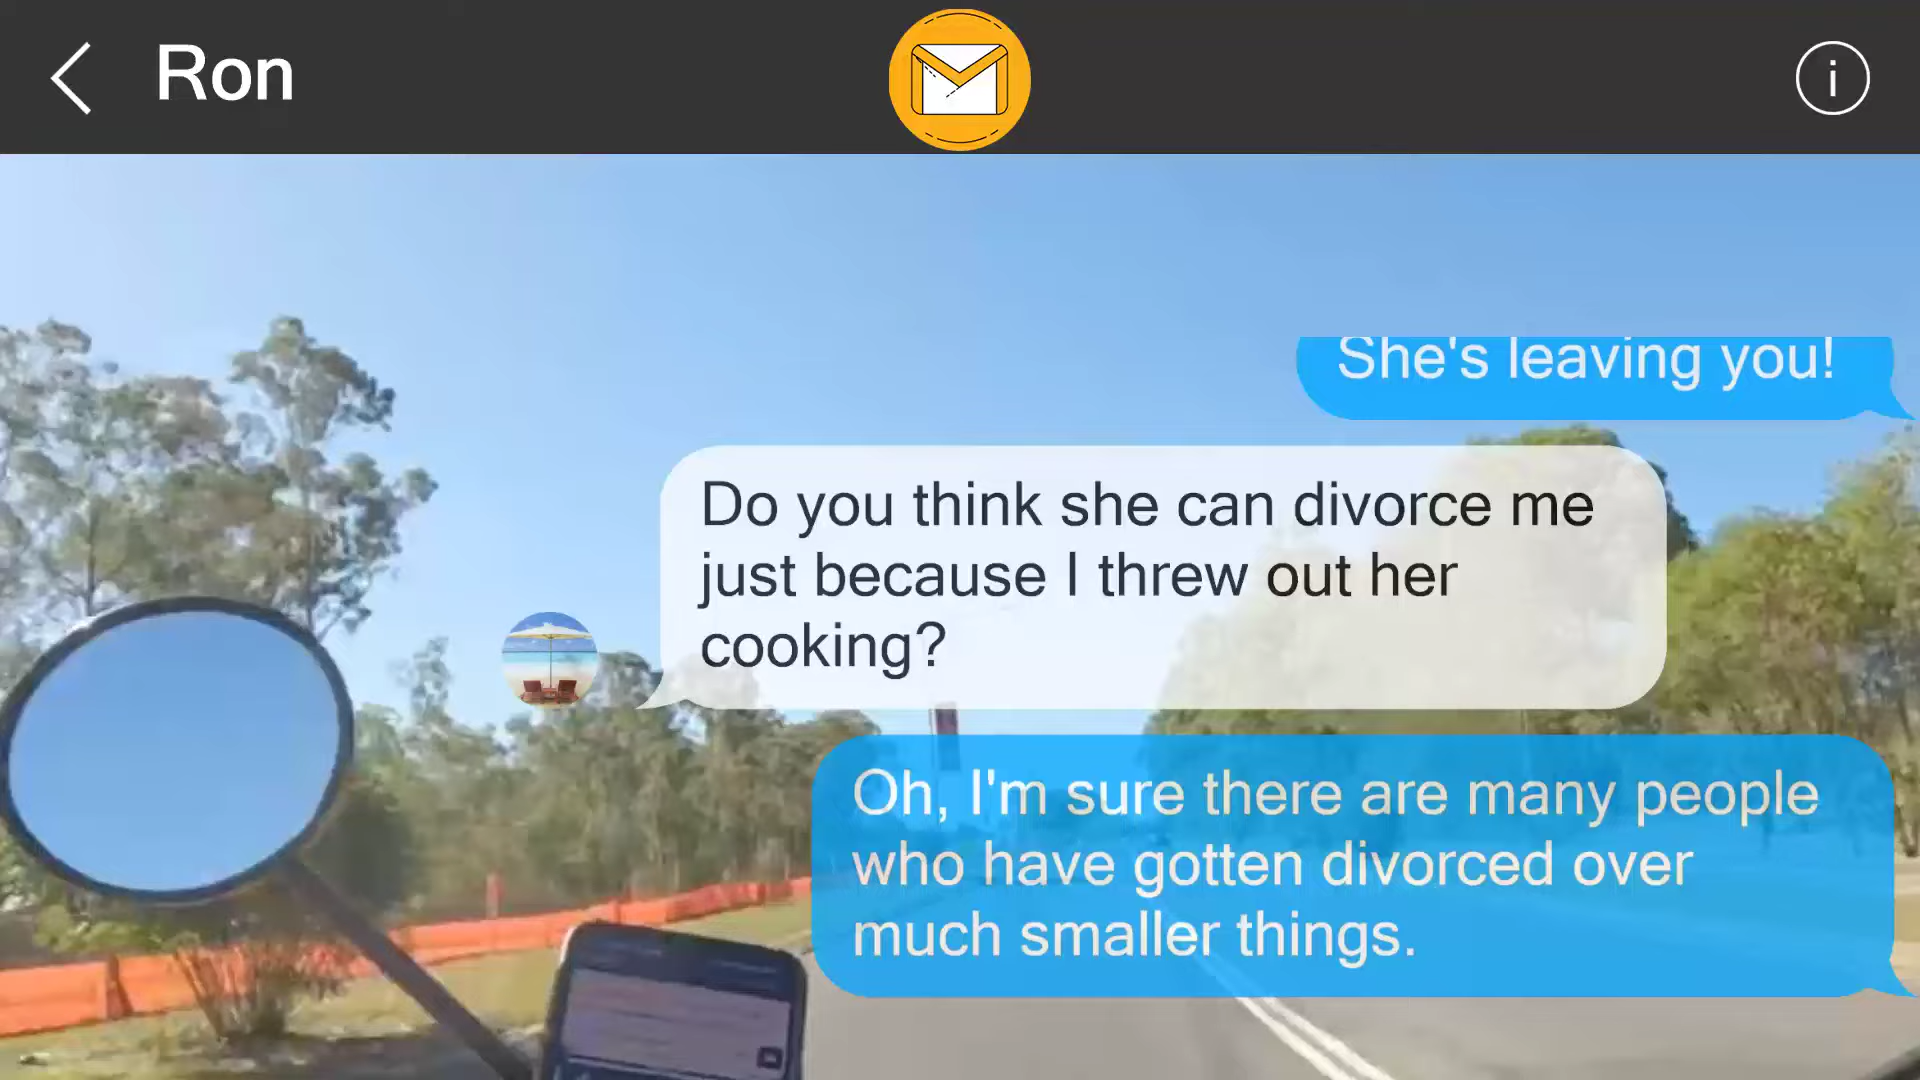 Ron
She's leaving you!
Do you think she can divorce me
just because I threw out her
cooking?
Oh, I'm sure there are many people
who have gotten divorced over
much smaller things.